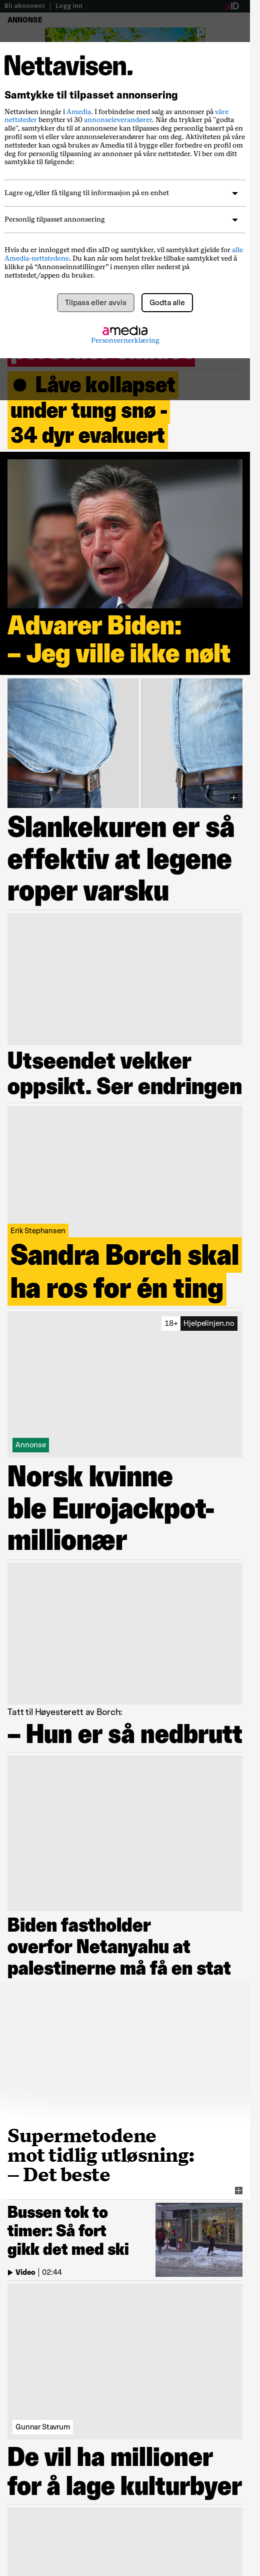 Bli abonnent | Logg inn
aID
ANNONSE
Nettavisen.
Samtykke til tilpasset annonsering
Nettavisen inngår i Amedia. I forbindelse med salg av annonser på våre
nettsteder benytter vi 30 annonseleverandører. Når du trykker på "godta
alle", samtykker du til at annonsene kan tilpasses deg personlig basert på en
profil som vi eller våre annonseleverandører har om deg. Aktiviteten på våre
nettsteder kan også brukes av Amedia til å bygge eller forbedre en profil om
deg for personlig tilpasning av annonser på våre nettsteder. Vi ber om ditt
samtykke til følgende:
Lagre og/eller få tilgang til informasjon på en enhet
Personlig tilpasset annonsering
Hvis du er innlogget med din aID og samtykker, vil samtykket gjelde for alle
Amedia-nettstedene. Du kan når som helst trekke tilbake samtykket ved å
klikke på “Annonseinnstillinger” i menyen eller nederst på
nettstedet/appen du bruker.
Tilpass eller avvis
Godta alle
amedia
Personvernerklæring
Låve kollapset
under tung snø -
34 dyr evakuert
Advarer Biden:
– Jeg ville ikke nølt
Slankekuren er så
effektiv at legene
roper varsku
Utseendet vekker
oppsikt. Ser endringen
Erik Stephansen
Sandra Borch skal
ha ros for én ting
18+ Hjelpelinjen.no
Annonse
Norsk kvinne
ble Eurojackpot-
millionær
Tatt til Høyesterett av Borch:
– Hun er så nedbrutt
Biden fastholder
overfor Netanyahu at
palestinerne må få en stat
Supermetodene
mot tidlig utløsning:
– Det beste
Bussen tok to
timer: Så fort
gikk det med ski
Video | 02:44
Gunnar Stavrum
De vil ha millioner
for å lage kulturbyer